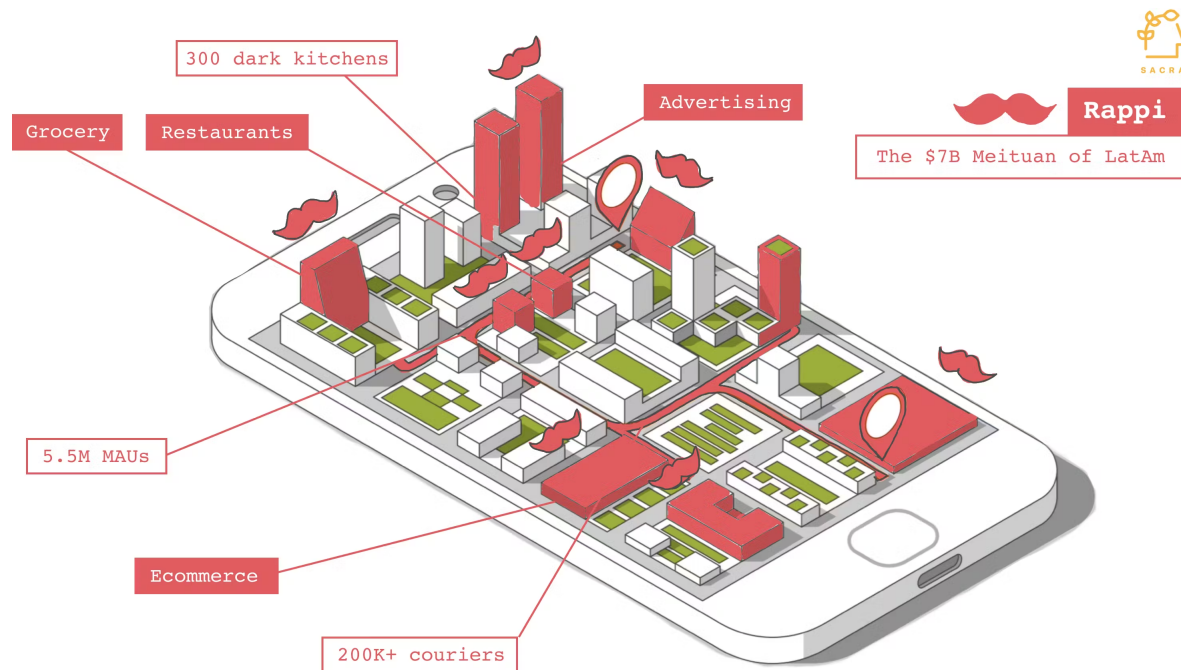 300 dark kitchens
Advertising
Grocery
Restaurants
Rappi
The $7B Meituan of LatAm
5.5M MAUs
Ecommerce
200K+ couriers